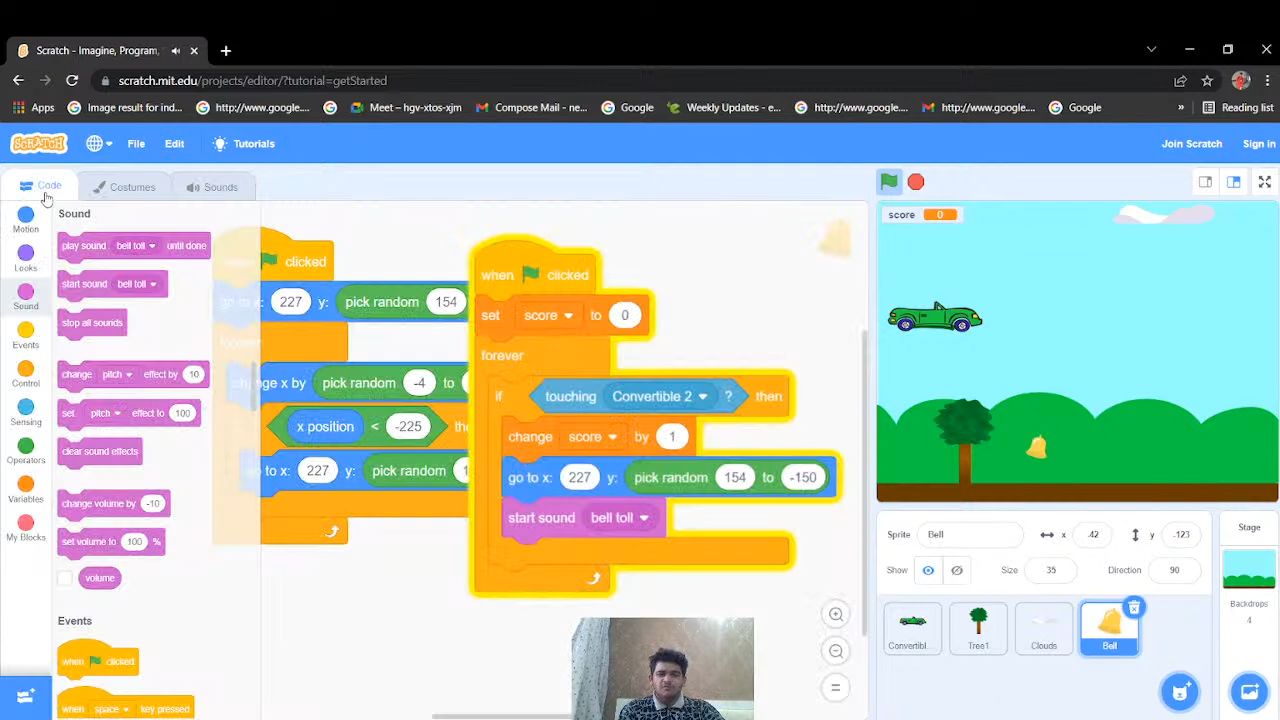 Scratch - Imagine, Program,
scratch.mit.edu/projects/editor/?tutorial=getStarted
Apps Image result for ind... http://www.google.... Meet – hgv-xtos-xjm Compose Mail - ne... Google Weekly Updates - e... http://www.google.... http://www.google.... Google » Reading list
SCRATCH File Edit Tutorials Join Scratch Sign in
Code Costumes Sounds
Motion
Looks
Sound
Events
Control
Sensing
Operators
Variables
My Blocks
Sound
play sound bell toll until done
start sound bell toll
stop all sounds
change pitch effect by 10
set pitch effect to 100
clear sound effects
change volume by -10
set volume to 100 %
volume
Events
when clicked
when space key pressed
clicked
go to x: 227 y: pick random 154
change x by pick random -4 to
x position < -225
go to x: 227 y: pick random
when clicked
set score to 0
forever
if touching Convertible 2 ? then
change score by 1
go to x: 227 y: pick random 154 to -150
start sound bell toll
score 0
Sprite Bell x 42 y -123
Show Size 35 Direction 90
Convertibl... Tree1 Clouds Bell
Stage
Backdrops
4